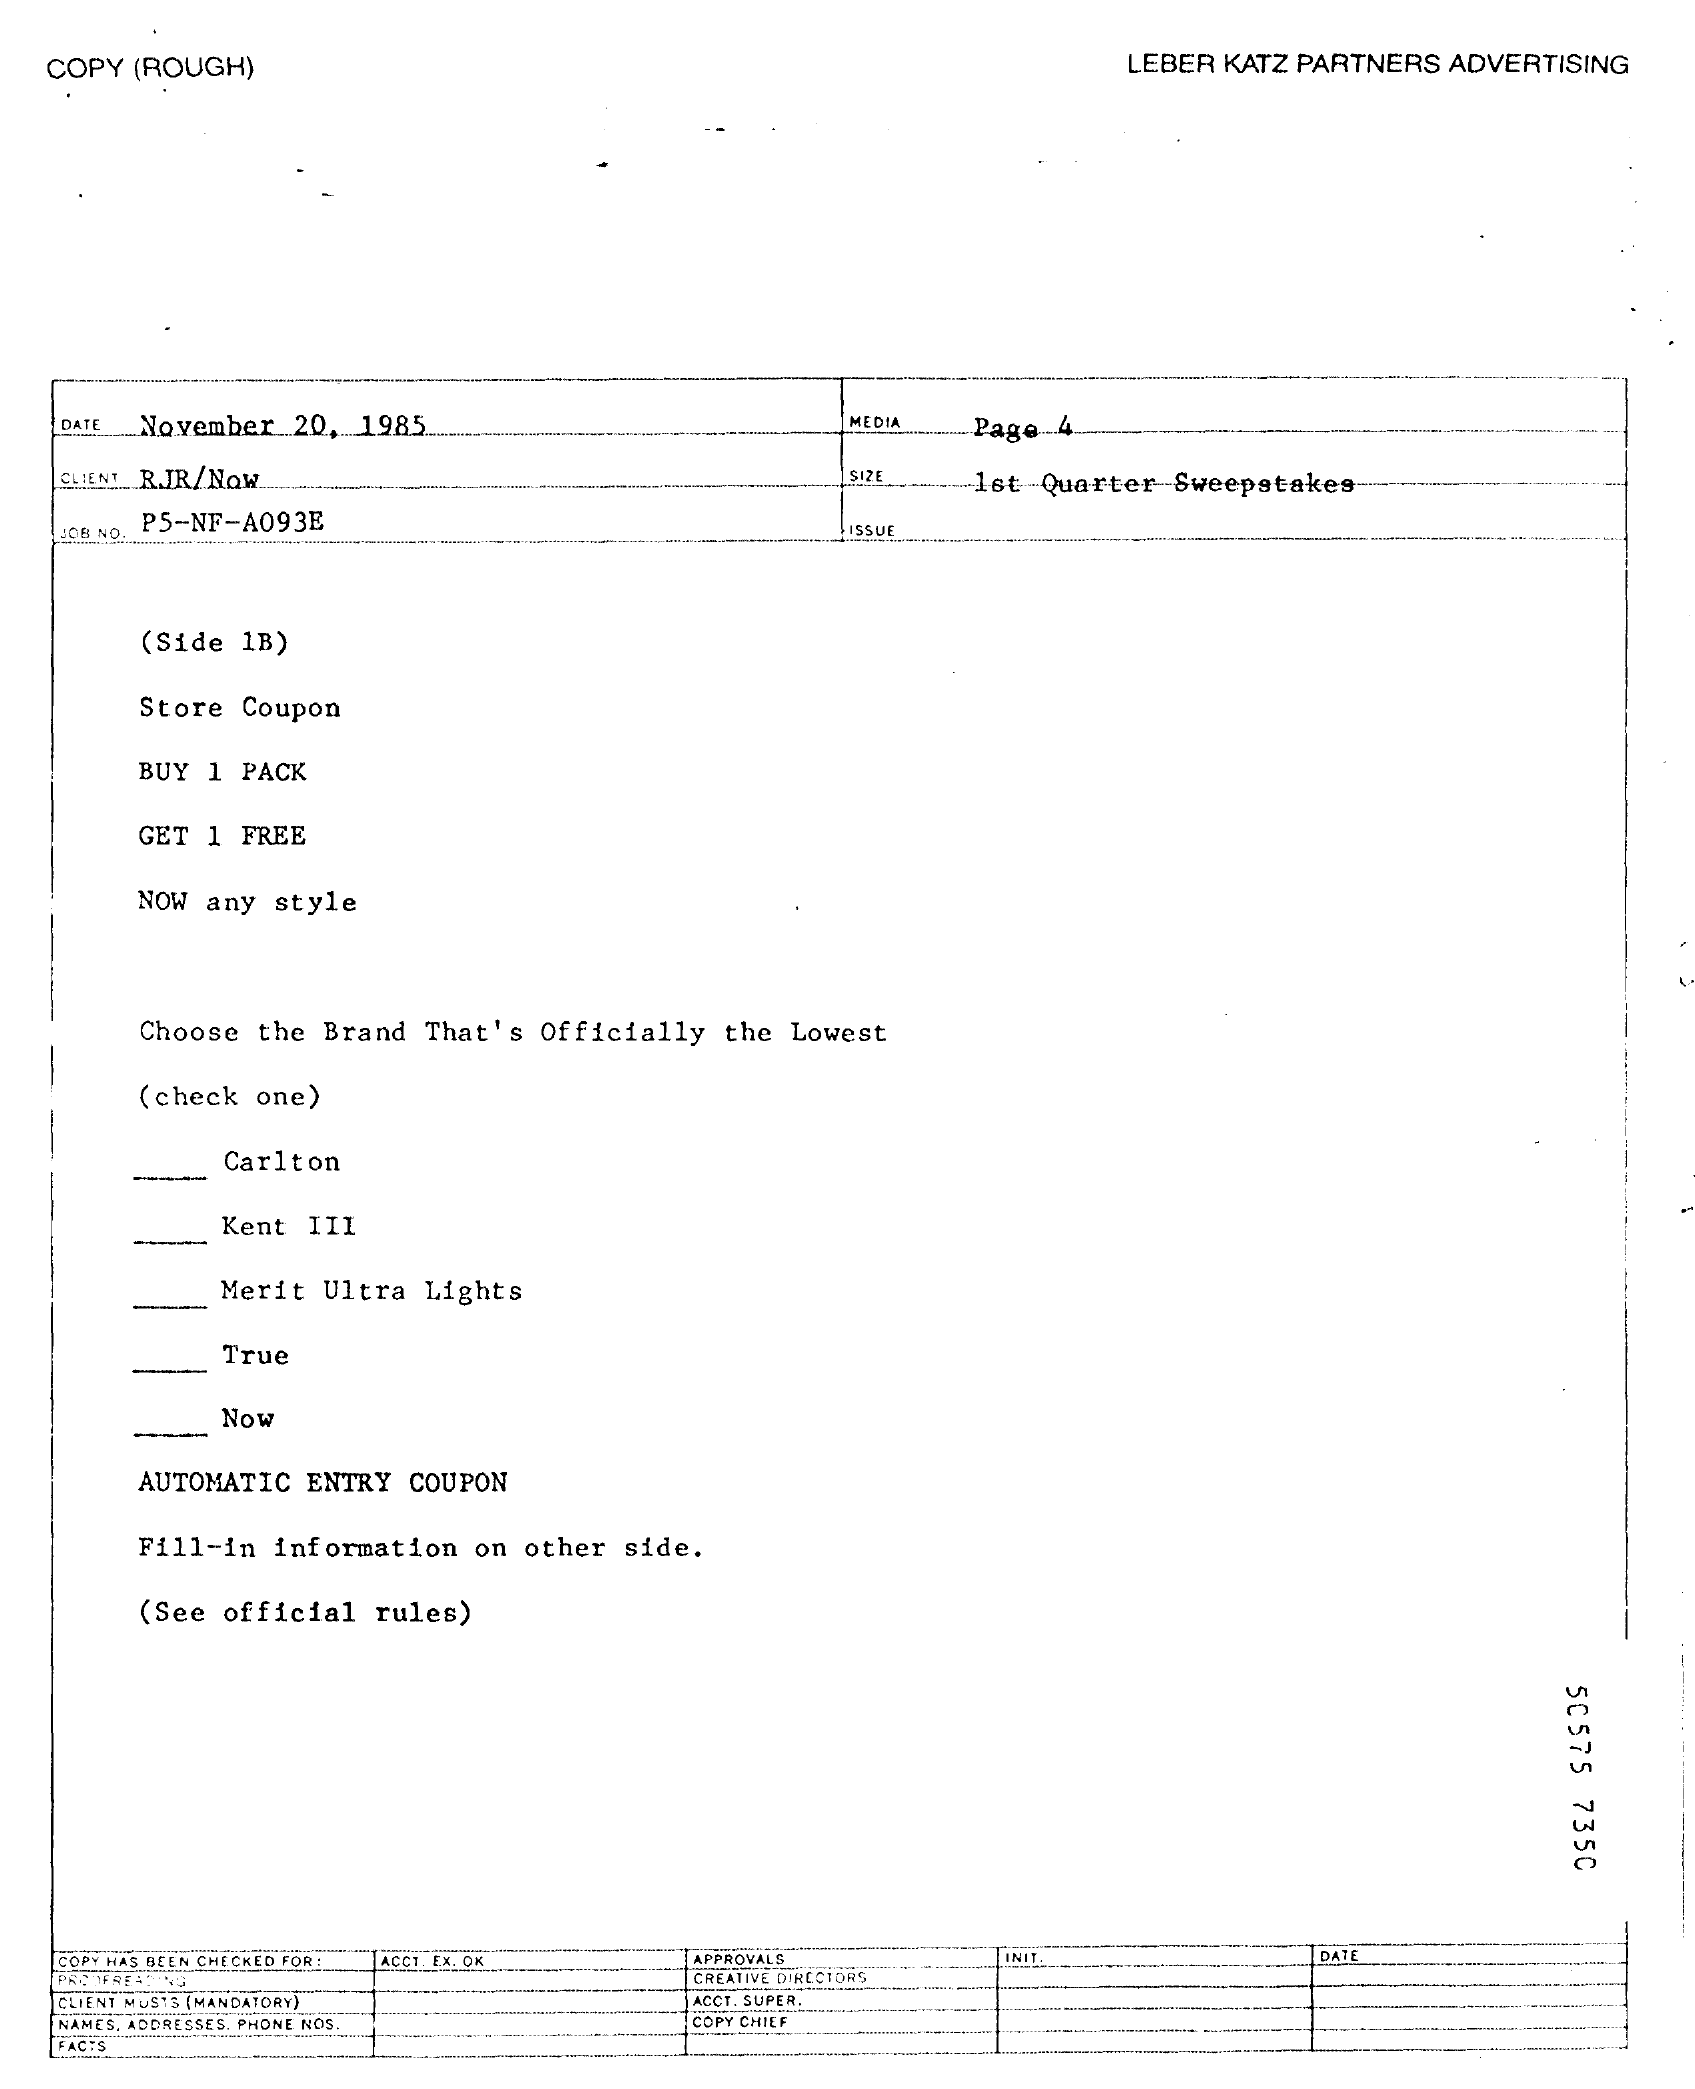 COPY (ROUGH) LEBER KATZ PARTNERS ADVERTISING
DATE November 20, 1985 MEDIA Page 4
CLIENT RJR/Now SIZE 1st Quarter Sweepstakes
JOB NO. P5-NF-A093E ISSUE
(Side 1B)
Store Coupon
BUY 1 PACK
GET 1 FREE
NOW any style
Choose the Brand That's Officially the Lowest
(check one)
____ Carlton
____ Kent III
____ Merit Ultra Lights
____ True
____ Now
AUTOMATIC ENTRY COUPON
Fill-in information on other side.
(See official rules)
50575 7350
COPY HAS BEEN CHECKED FOR: ACCT. EX. OK APPROVALS INIT. DATE
PROOFREADING CREATIVE DIRECTORS
CLIENT MUSTS (MANDATORY) ACCT. SUPER.
NAMES, ADDRESSES, PHONE NOS. COPY CHIEF
FACTS